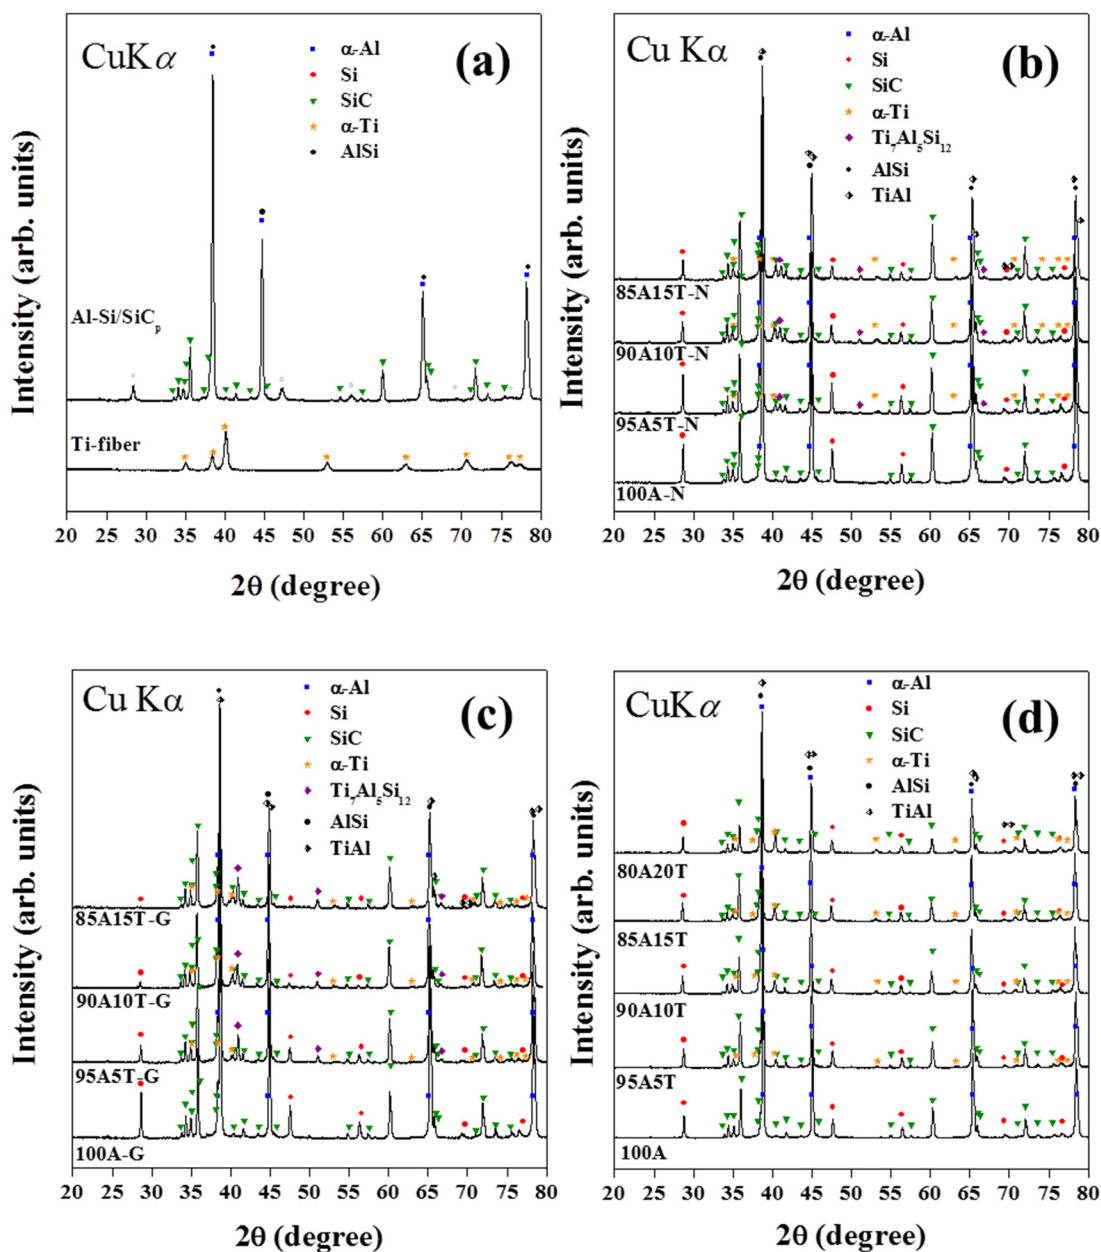 CuKα
(a)
α-Al
Si
SiC
α-Ti
AlSi
Intensity (arb. units)
Al-Si/SiCp
Ti-fiber
20 25 30 35 40 45 50 55 60 65 70 75 80
2θ (degree)
Cu Kα
(b)
α-Al
Si
SiC
α-Ti
Ti7Al5Si12
AlSi
TiAl
Intensity (arb. units)
85A15T-N
90A10T-N
95A5T-N
100A-N
20 25 30 35 40 45 50 55 60 65 70 75 80
2θ (degree)
Cu Kα
(c)
α-Al
Si
SiC
α-Ti
Ti7Al5Si12
AlSi
TiAl
Intensity (arb. units)
85A15T-G
90A10T-G
95A5T-G
100A-G
20 25 30 35 40 45 50 55 60 65 70 75 80
2θ (degree)
CuKα
(d)
α-Al
Si
SiC
α-Ti
AlSi
TiAl
Intensity (arb. units)
80A20T
85A15T
90A10T
95A5T
100A
20 25 30 35 40 45 50 55 60 65 70 75 80
2θ (degree)